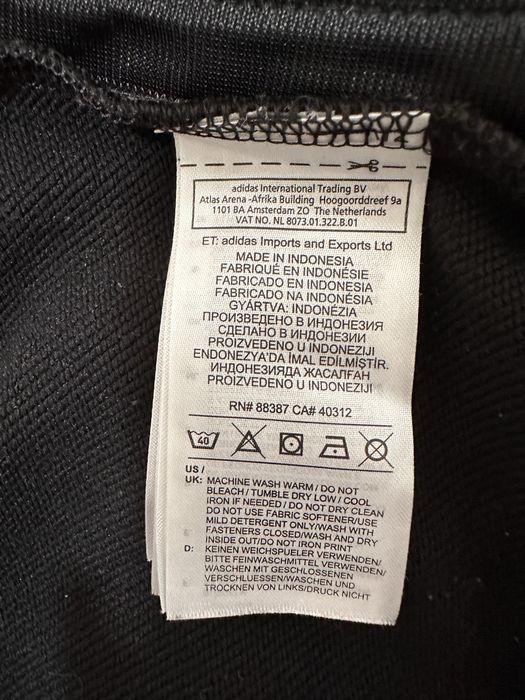 adidas International Trading BV
Atlas Arena -Afrika Building Hoogoorddreef 9a
1101 BA Amsterdam ZO The Netherlands
VAT NO. NL 8073.01.322.B.01
ET: adidas Imports and Exports Ltd
MADE IN INDONESIA
FABRIQUÉ EN INDONÉSIE
FABRICADO EN INDONESIA
FABRICADO NA INDONÉSIA
GYÁRTVA: INDONÉZIA
ПРОИЗВЕДЕНО В ИНДОНЕЗИЯ
СДЕЛАНО В ИНДОНЕЗИИ
PROIZVEDENO U INDONEZIJI
ENDONEZYA'DA İMAL EDİLMİŞTİR.
ИНДОНЕЗИЯДА ЖАСАЛҒАН
PROIZVEDENO U INDONEZIJI
RN# 88387 CA# 40312
40
US /
UK: MACHINE WASH WARM / DO NOT
BLEACH / TUMBLE DRY LOW / COOL
IRON IF NEEDED / DO NOT DRY CLEAN
DO NOT USE FABRIC SOFTENER/USE
MILD DETERGENT ONLY/WASH WITH
FASTENERS CLOSED/WASH AND DRY
INSIDE OUT/DO NOT IRON PRINT
D: KEINEN WEICHSPUELER VERWENDEN/
BITTE FEINWASCHMITTEL VERWENDEN/
WASCHEN MIT GESCHLOSSENEN
VERSCHLUESSEN/WASCHEN UND
TROCKNEN VON LINKS/DRUCK NICHT